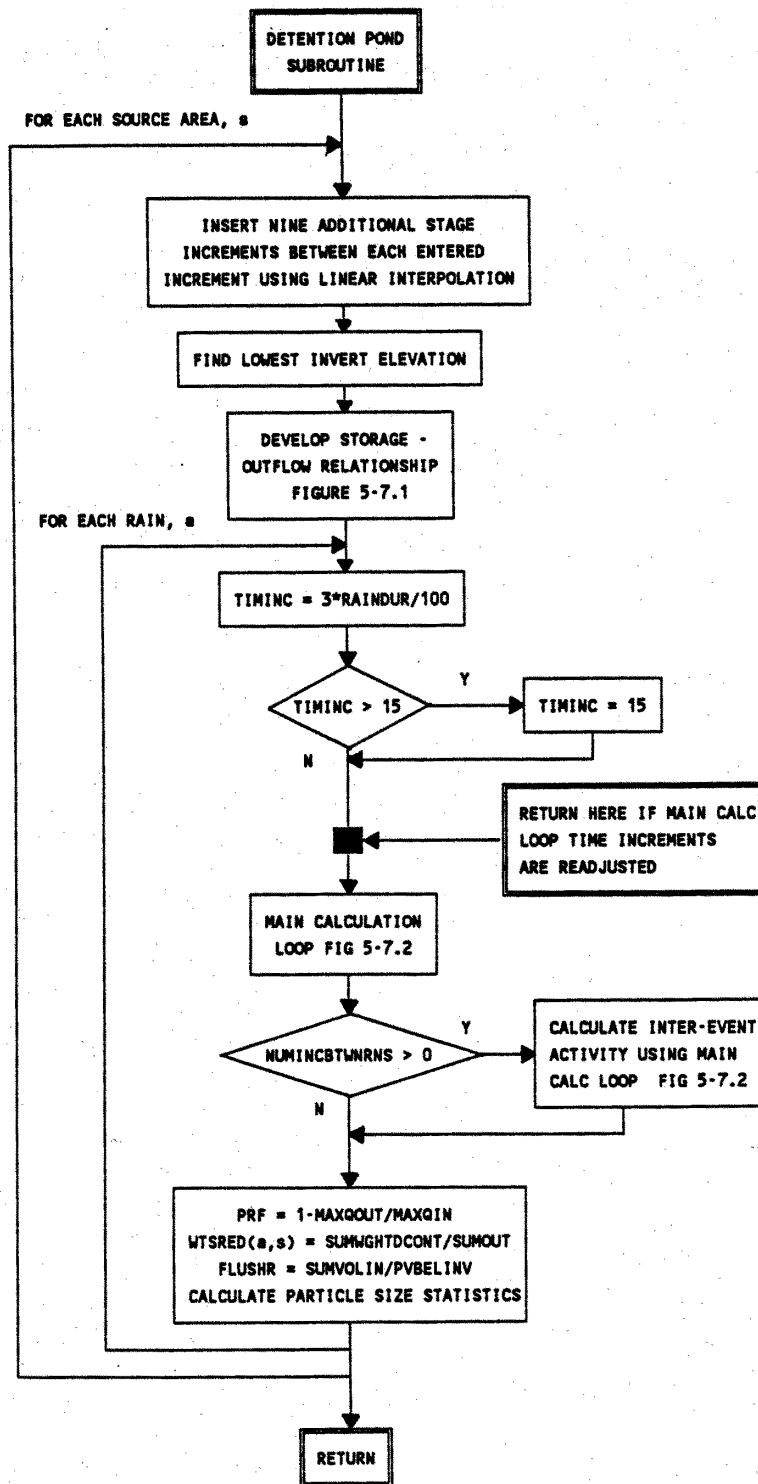 DETENTION POND
SUBROUTINE
FOR EACH SOURCE AREA, s
INSERT NINE ADDITIONAL STAGE
INCREMENTS BETWEEN EACH ENTERED
INCREMENT USING LINEAR INTERPOLATION
FIND LOWEST INVERT ELEVATION
DEVELOP STORAGE -
OUTFLOW RELATIONSHIP
FIGURE 5-7.1
FOR EACH RAIN, a
TIMINC = 3*RAINDUR/100
TIMINC > 15
Y
TIMINC = 15
N
RETURN HERE IF MAIN CALC
LOOP TIME INCREMENTS
ARE READJUSTED
MAIN CALCULATION
LOOP FIG 5-7.2
NUMINCBTWNRNS > 0
Y
CALCULATE INTER-EVENT
ACTIVITY USING MAIN
CALC LOOP FIG 5-7.2
N
PRF = 1-MAXQOUT/MAXQIN
WTSRED(a,s) = SUMWGHTDCONT/SUMOUT
FLUSHR = SUMVOLIN/PVBELINV
CALCULATE PARTICLE SIZE STATISTICS
RETURN